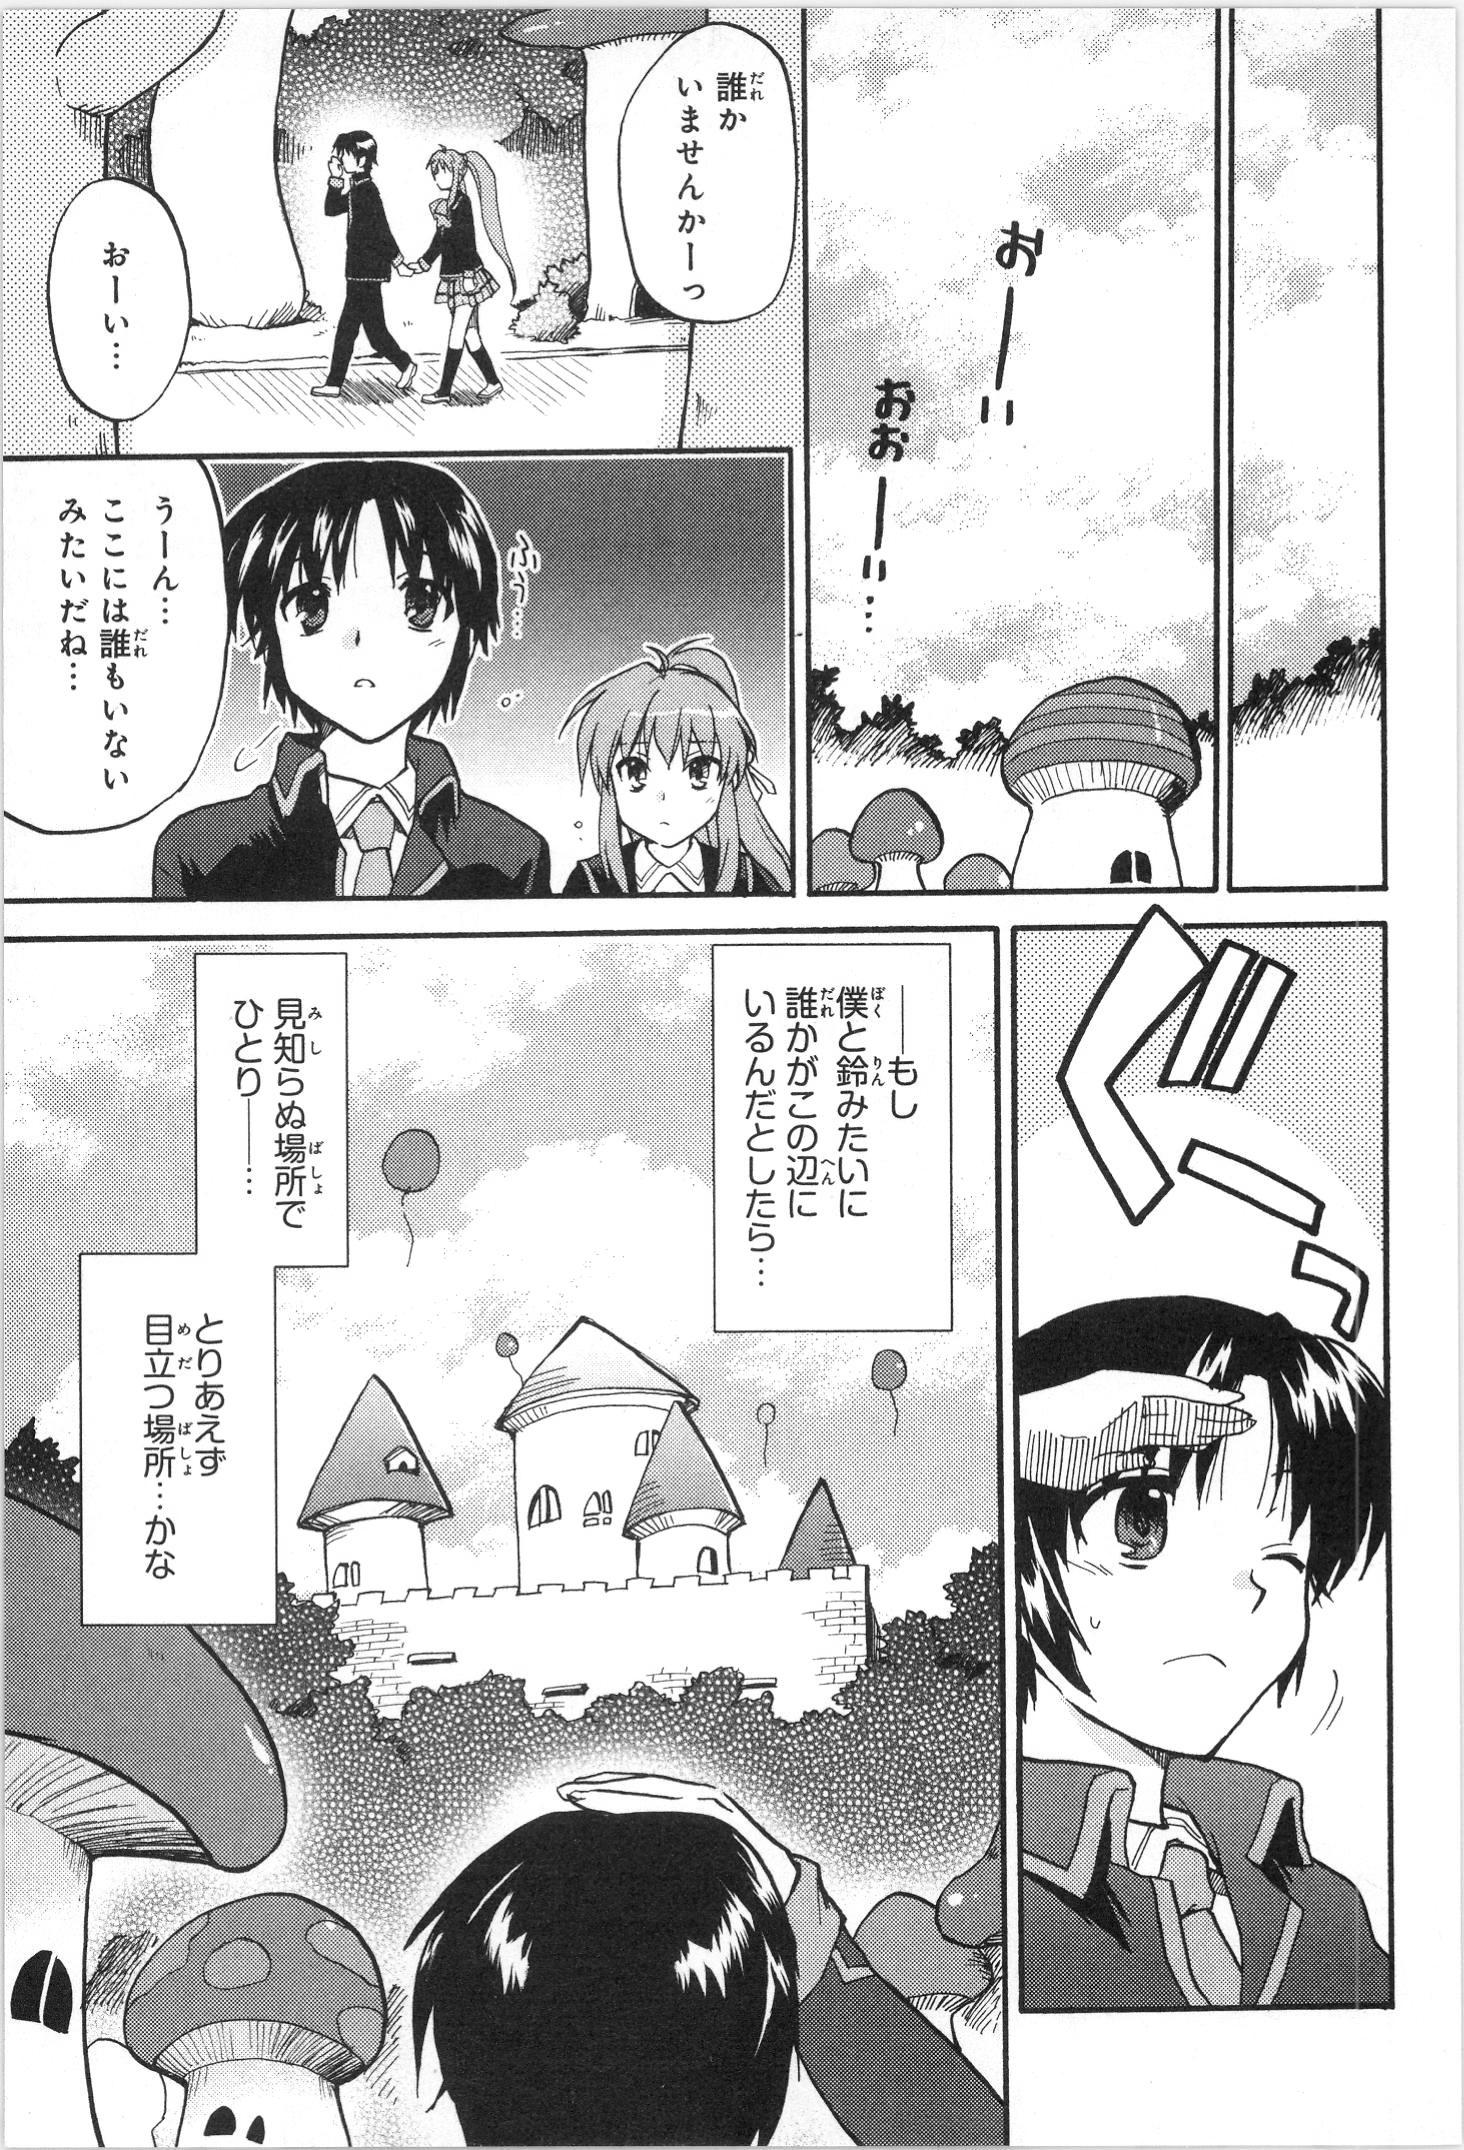 おーい
おおーい…
誰か
いませんかーっ
おーい…
ふぅ…
うーん…
ここには誰もいない
みたいだね…
ぐるーっ
――もし
僕と鈴みたいに
誰かがこの辺に
いるんだとしたら…
見知らぬ場所で
ひとり――…
とりあえず
目立つ場所…かな